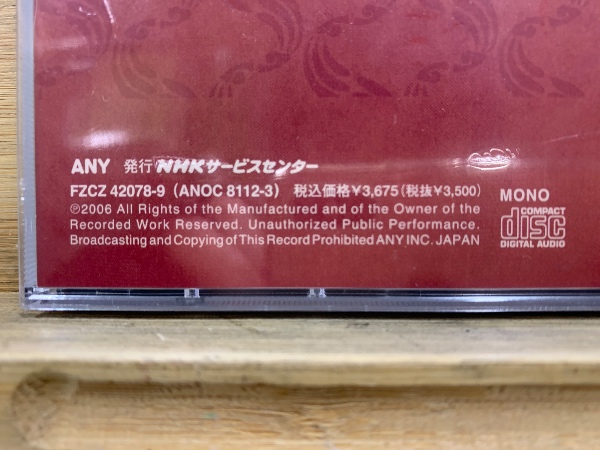 ANY 発行 NHKサービスセンター
FZCZ 42078-9 (ANOC 8112-3) 税込価格¥3,675(税抜¥3,500)
℗2006 All Rights of the Manufactured and of the Owner of the
Recorded Work Reserved. Unauthorized Public Performance.
Broadcasting and Copying of This Record Prohibited ANY INC. JAPAN
MONO
COMPACT
disc
DIGITAL AUDIO